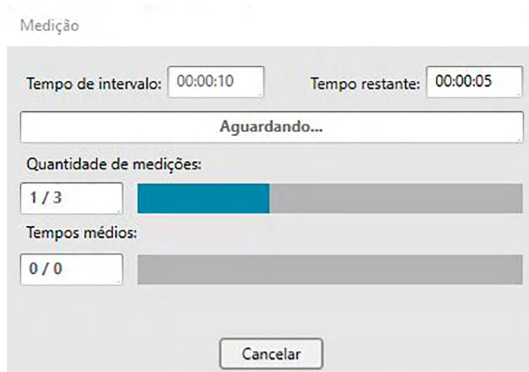 Medição
Tempo de intervalo: 00:00:10 Tempo restante: 00:00:05
Aguardando...
Quantidade de medições:
1 / 3
Tempos médios:
0 / 0
Cancelar